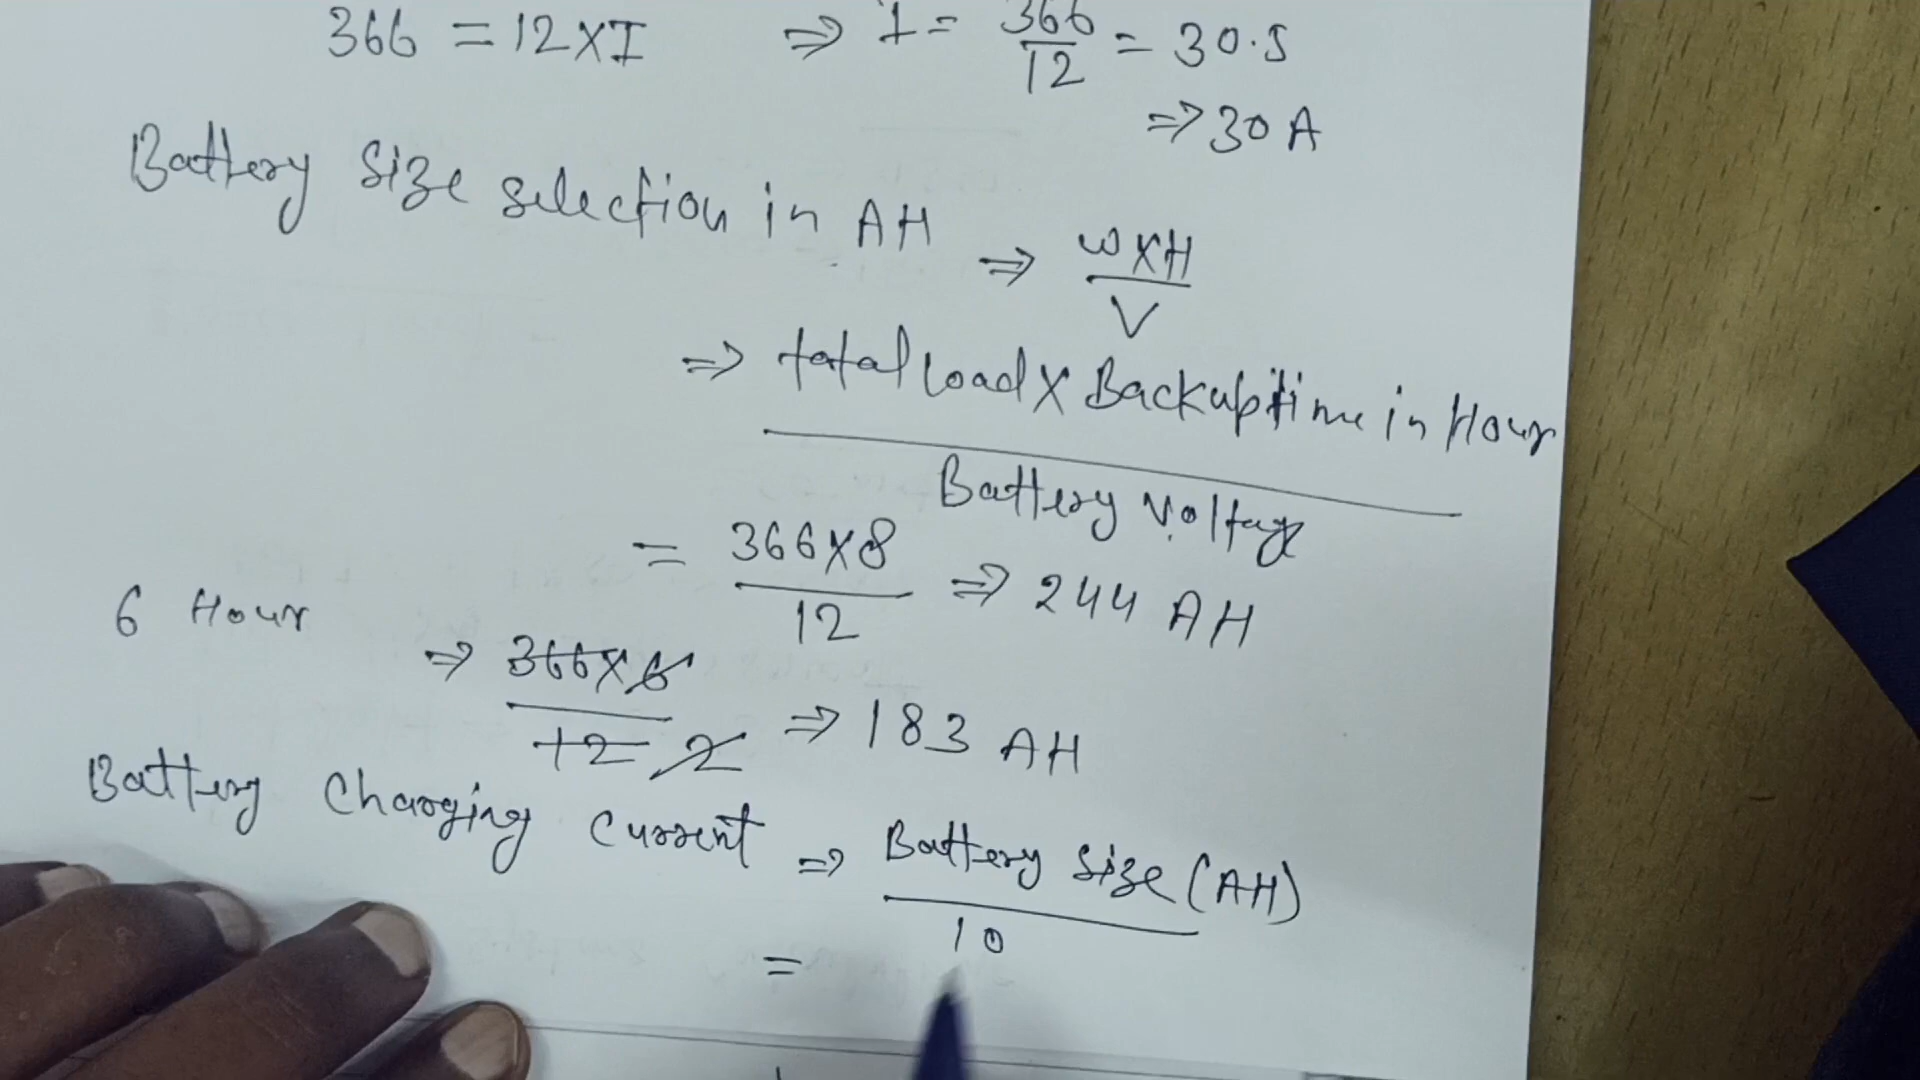 366 = 12 X I ⇒ I = 366/12 = 30.5
⇒ 30 A
Battery Size selection in AH ⇒ W X H / V
⇒ total Load X Backup time in Hour
Battery Voltage
= 366 X 8 / 12 ⇒ 244 AH
6 Hour
⇒ 366 X 6 / 12 2 ⇒ 183 AH
Battery Charging Current ⇒ Battery Size (AH)
10
=